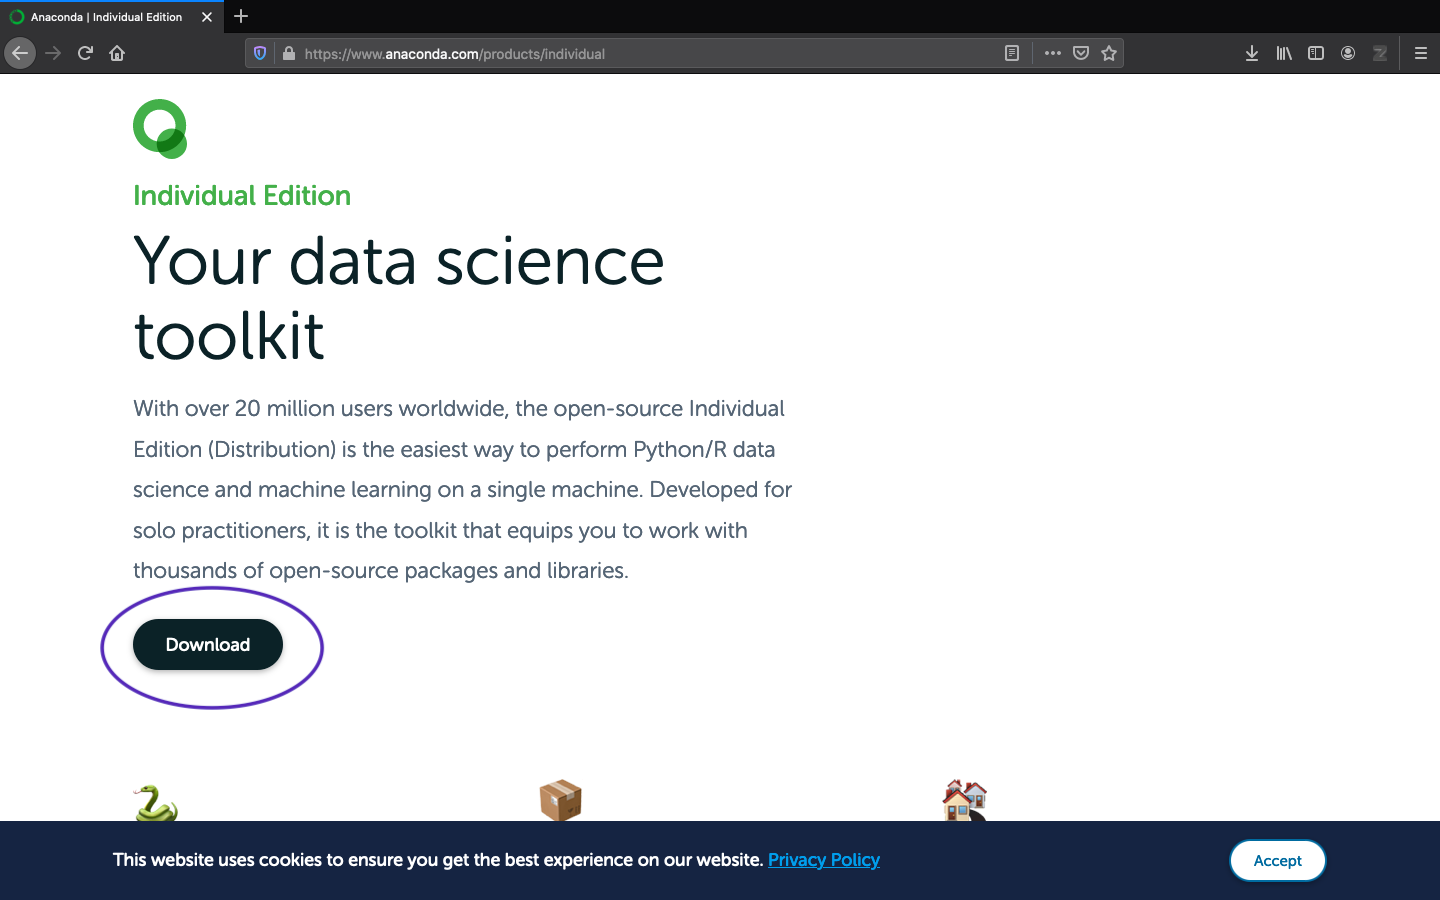 Anaconda | Individual Edition
https://www.anaconda.com/products/individual
Individual Edition
Your data science
toolkit
With over 20 million users worldwide, the open-source Individual
Edition (Distribution) is the easiest way to perform Python/R data
science and machine learning on a single machine. Developed for
solo practitioners, it is the toolkit that equips you to work with
thousands of open-source packages and libraries.
Download
This website uses cookies to ensure you get the best experience on our website. Privacy Policy
Accept